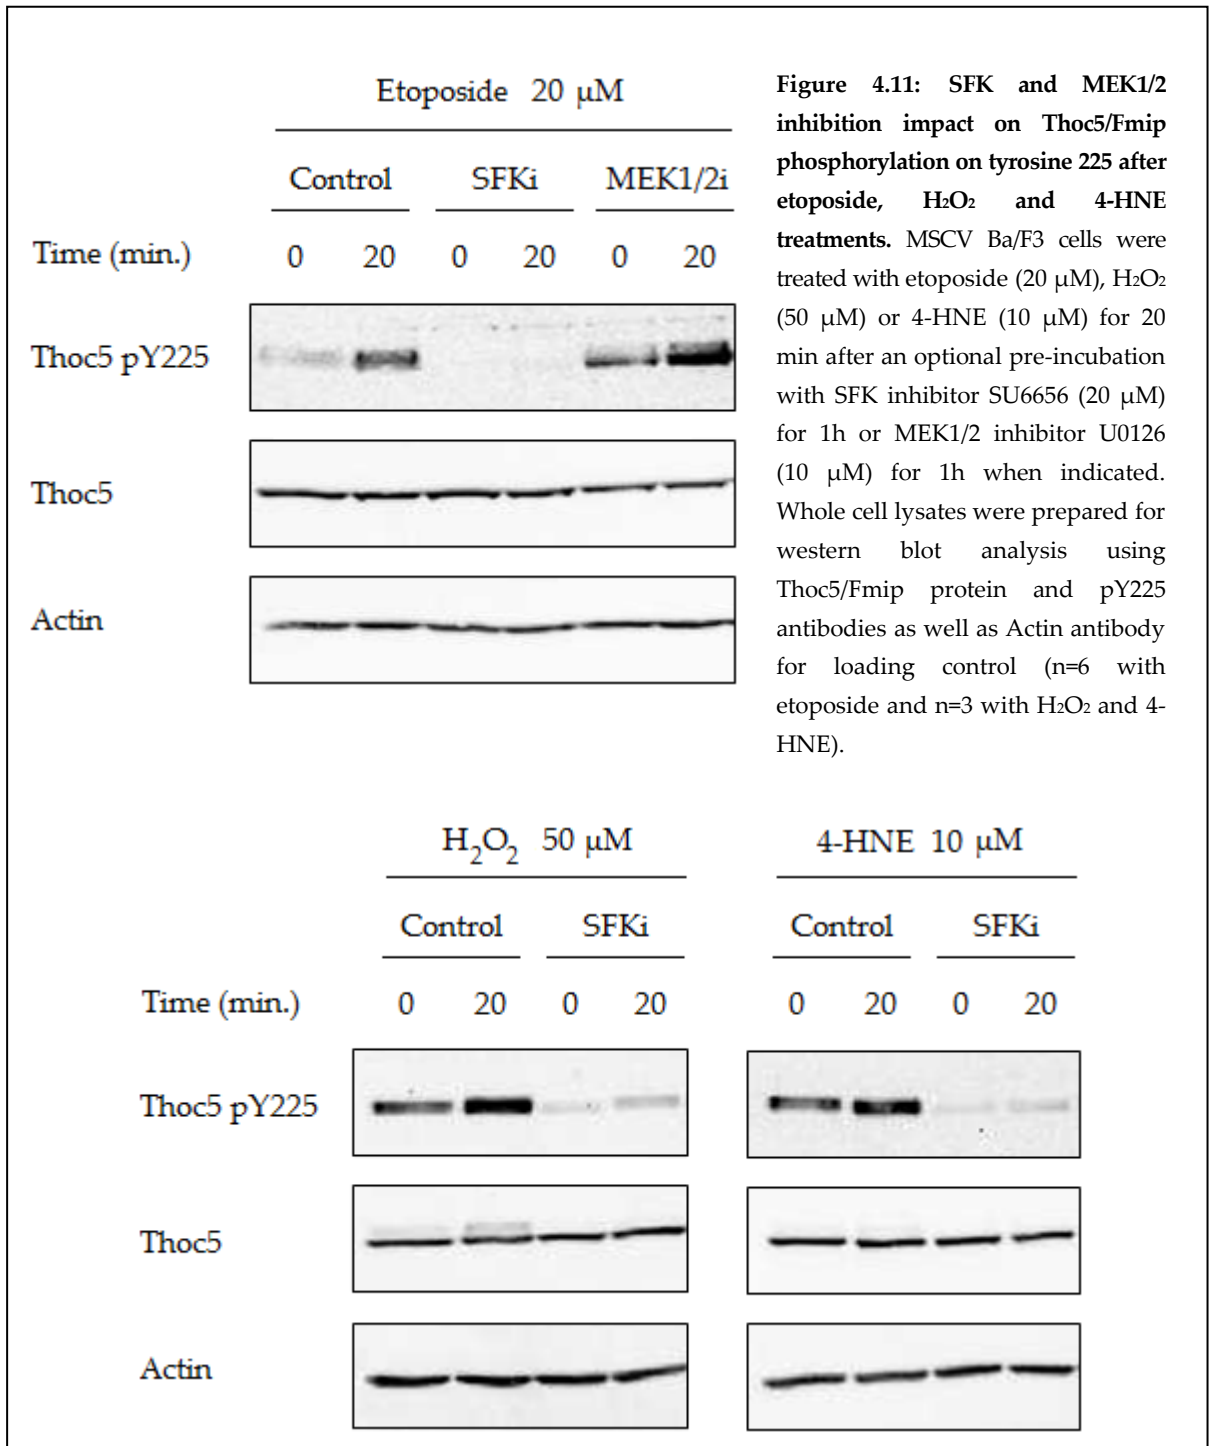 Etoposide 20 µM
Control SFKi MEK1/2i
Time (min.) 0 20 0 20 0 20
Thoc5 pY225
Thoc5
Actin
Figure 4.11: SFK and MEK1/2
inhibition impact on Thoc5/Fmip
phosphorylation on tyrosine 225 after
etoposide, H₂O₂ and 4-HNE
treatments. MSCV Ba/F3 cells were
treated with etoposide (20 µM), H₂O₂
(50 µM) or 4-HNE (10 µM) for 20
min after an optional pre-incubation
with SFK inhibitor SU6656 (20 µM)
for 1h or MEK1/2 inhibitor U0126
(10 µM) for 1h when indicated.
Whole cell lysates were prepared for
western blot analysis using
Thoc5/Fmip protein and pY225
antibodies as well as Actin antibody
for loading control (n=6 with
etoposide and n=3 with H₂O₂ and 4-
HNE).
H₂O₂ 50 µM 4-HNE 10 µM
Control SFKi Control SFKi
Time (min.) 0 20 0 20 0 20 0 20
Thoc5 pY225
Thoc5
Actin